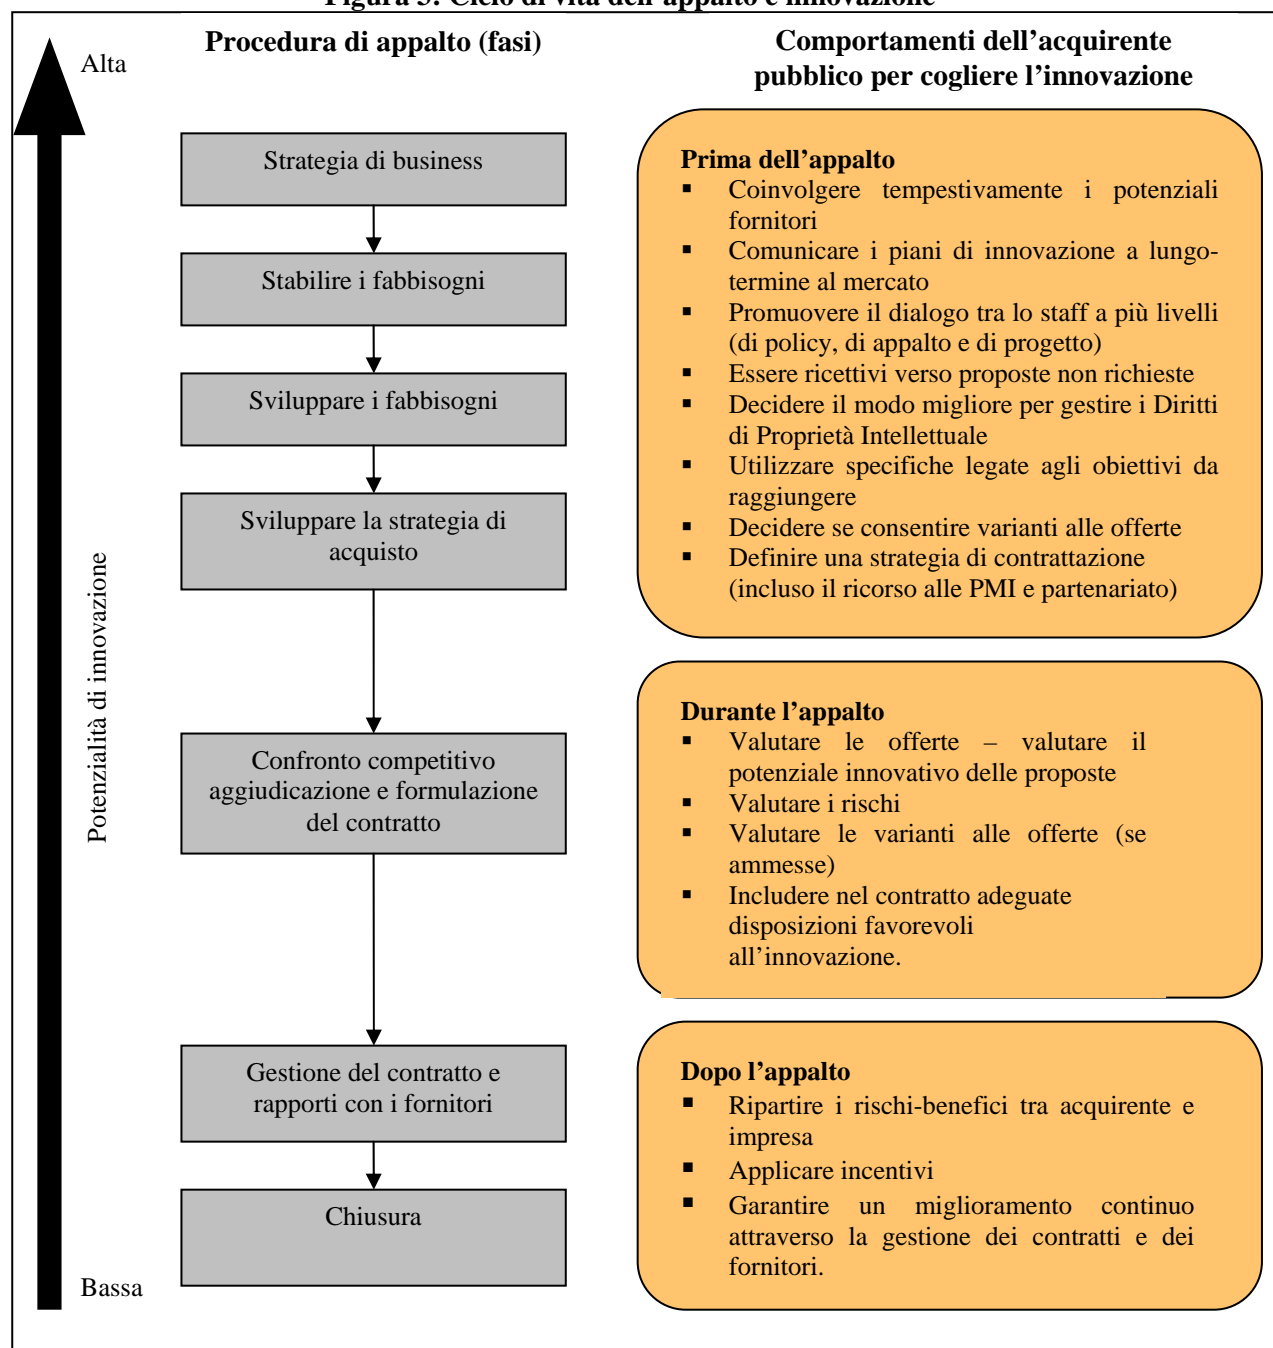 Figura 3: Ciclo di vita dell'appalto e innovazione
Procedura di appalto (fasi)
Comportamenti dell’acquirente
pubblico per cogliere l’innovazione
Alta
Strategia di business
Stabilire i fabbisogni
Sviluppare i fabbisogni
Sviluppare la strategia di
acquisto
Confronto competitivo
aggiudicazione e formulazione
del contratto
Gestione del contratto e
rapporti con i fornitori
Chiusura
Potenzialità di innovazione
Bassa
Prima dell’appalto
▪ Coinvolgere tempestivamente i potenziali
fornitori
▪ Comunicare i piani di innovazione a lungo-
termine al mercato
▪ Promuovere il dialogo tra lo staff a più livelli
(di policy, di appalto e di progetto)
▪ Essere ricettivi verso proposte non richieste
▪ Decidere il modo migliore per gestire i Diritti
di Proprietà Intellettuale
▪ Utilizzare specifiche legate agli obiettivi da
raggiungere
▪ Decidere se consentire varianti alle offerte
▪ Definire una strategia di contrattazione
(incluso il ricorso alle PMI e partenariato)
Durante l’appalto
▪ Valutare le offerte – valutare il
potenziale innovativo delle proposte
▪ Valutare i rischi
▪ Valutare le varianti alle offerte (se
ammesse)
▪ Includere nel contratto adeguate
disposizioni favorevoli
all’innovazione.
Dopo l’appalto
▪ Ripartire i rischi-benefici tra acquirente e
impresa
▪ Applicare incentivi
▪ Garantire un miglioramento continuo
attraverso la gestione dei contratti e dei
fornitori.